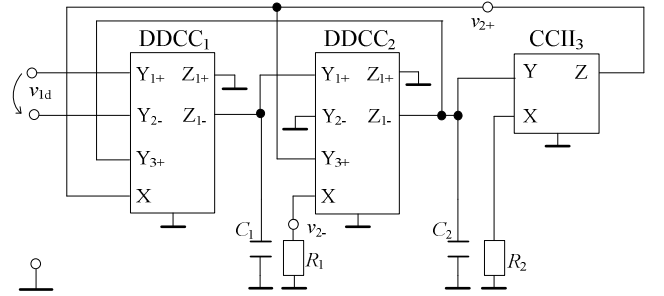 v2+
DDCC1
DDCC2
CCII3
Y1+ Z1+
Y1+ Z1+
Y Z
v1d
Y2- Z1-
Y2- Z1-
X
Y3+
Y3+
X
X
C1
v2-
C2
R1
R2